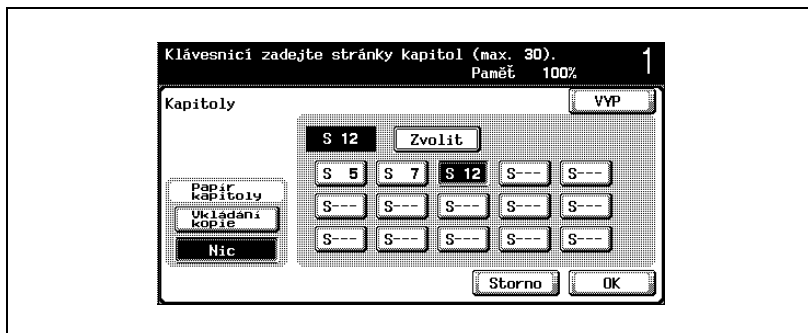 Klávesnicí zadejte stránky kapitol (max. 30).
Paměť 100% 1
Kapitoly VYP
S 12 Zvolit
S 5 S 7 S 12 S--- S---
Papír
kapitoly
S--- S--- S--- S--- S---
Vkládání
kopie
S--- S--- S--- S--- S---
Nic
Storno OK